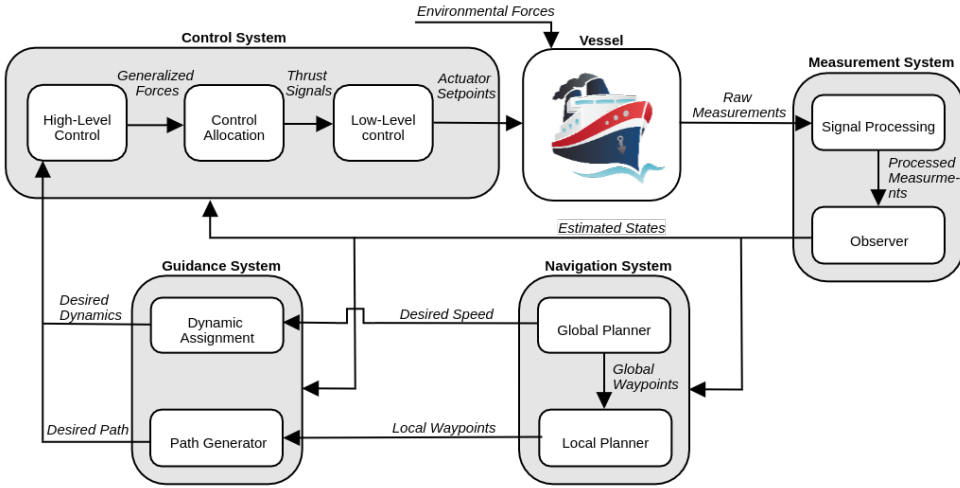 Environmental Forces
Control System
Vessel
Measurement System
Generalized
Forces
Thrust
Signals
Actuator
Setpoints
Raw
Measurements
High-Level
Control
Control
Allocation
Low-Level
control
Signal Processing
Processed
Measurme-
nts
Estimated States
Observer
Guidance System
Navigation System
Desired
Dynamics
Dynamic
Assignment
Desired Speed
Global Planner
Global
Waypoints
Desired Path
Path Generator
Local Waypoints
Local Planner